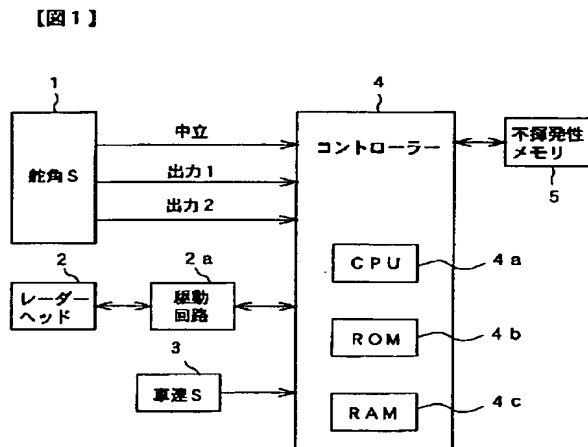 【図1】
1
舵角S
中立
出力1
出力2
4
コントローラー
不揮発性
メモリ
5
2
レーダー
ヘッド
2a
駆動
回路
3
車速S
CPU
4a
ROM
4b
RAM
4c